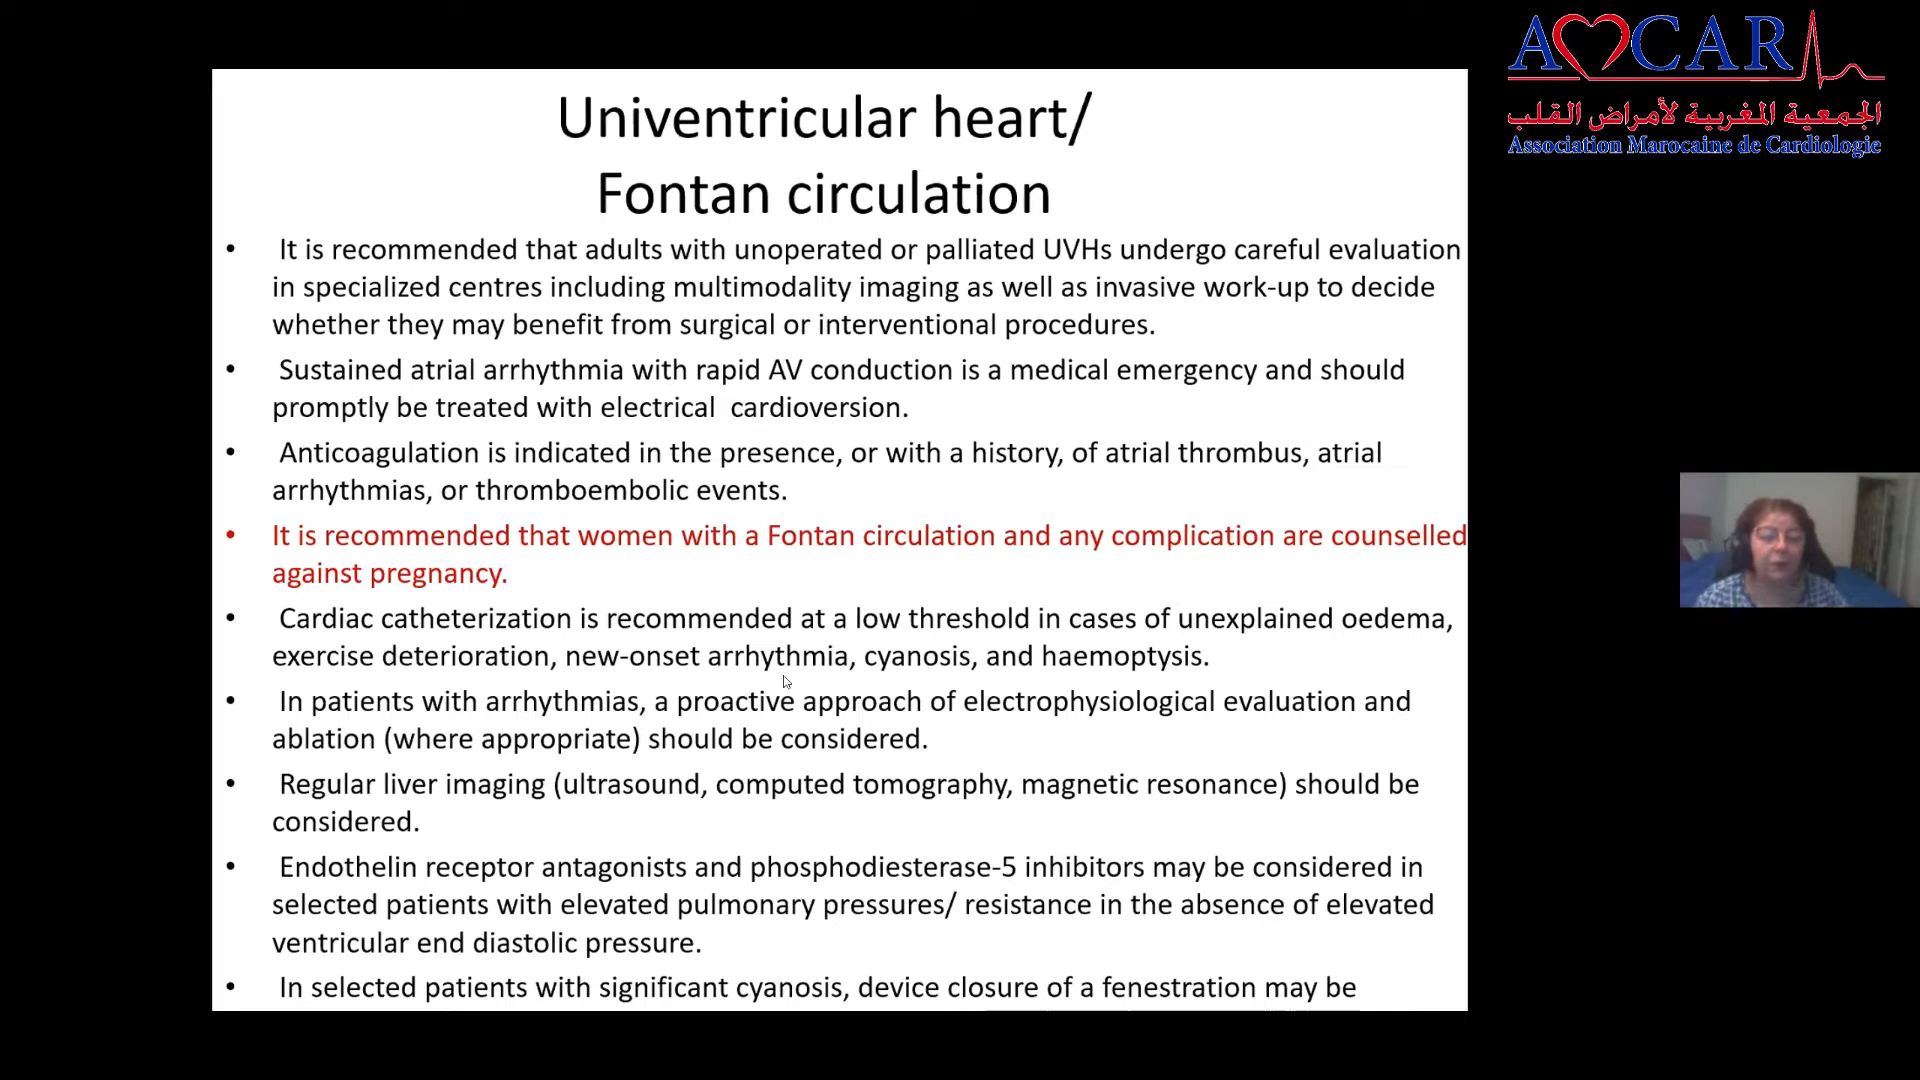 A CAR
الجمعية المغربية لأمراض القلب
Association Marocaine de Cardiologie
Univentricular heart/
Fontan circulation
• It is recommended that adults with unoperated or palliated UVHs undergo careful evaluation
in specialized centres including multimodality imaging as well as invasive work-up to decide
whether they may benefit from surgical or interventional procedures.
• Sustained atrial arrhythmia with rapid AV conduction is a medical emergency and should
promptly be treated with electrical cardioversion.
• Anticoagulation is indicated in the presence, or with a history, of atrial thrombus, atrial
arrhythmias, or thromboembolic events.
• It is recommended that women with a Fontan circulation and any complication are counselled
against pregnancy.
• Cardiac catheterization is recommended at a low threshold in cases of unexplained oedema,
exercise deterioration, new-onset arrhythmia, cyanosis, and haemoptysis.
• In patients with arrhythmias, a proactive approach of electrophysiological evaluation and
ablation (where appropriate) should be considered.
• Regular liver imaging (ultrasound, computed tomography, magnetic resonance) should be
considered.
• Endothelin receptor antagonists and phosphodiesterase-5 inhibitors may be considered in
selected patients with elevated pulmonary pressures/ resistance in the absence of elevated
ventricular end diastolic pressure.
• In selected patients with significant cyanosis, device closure of a fenestration may be